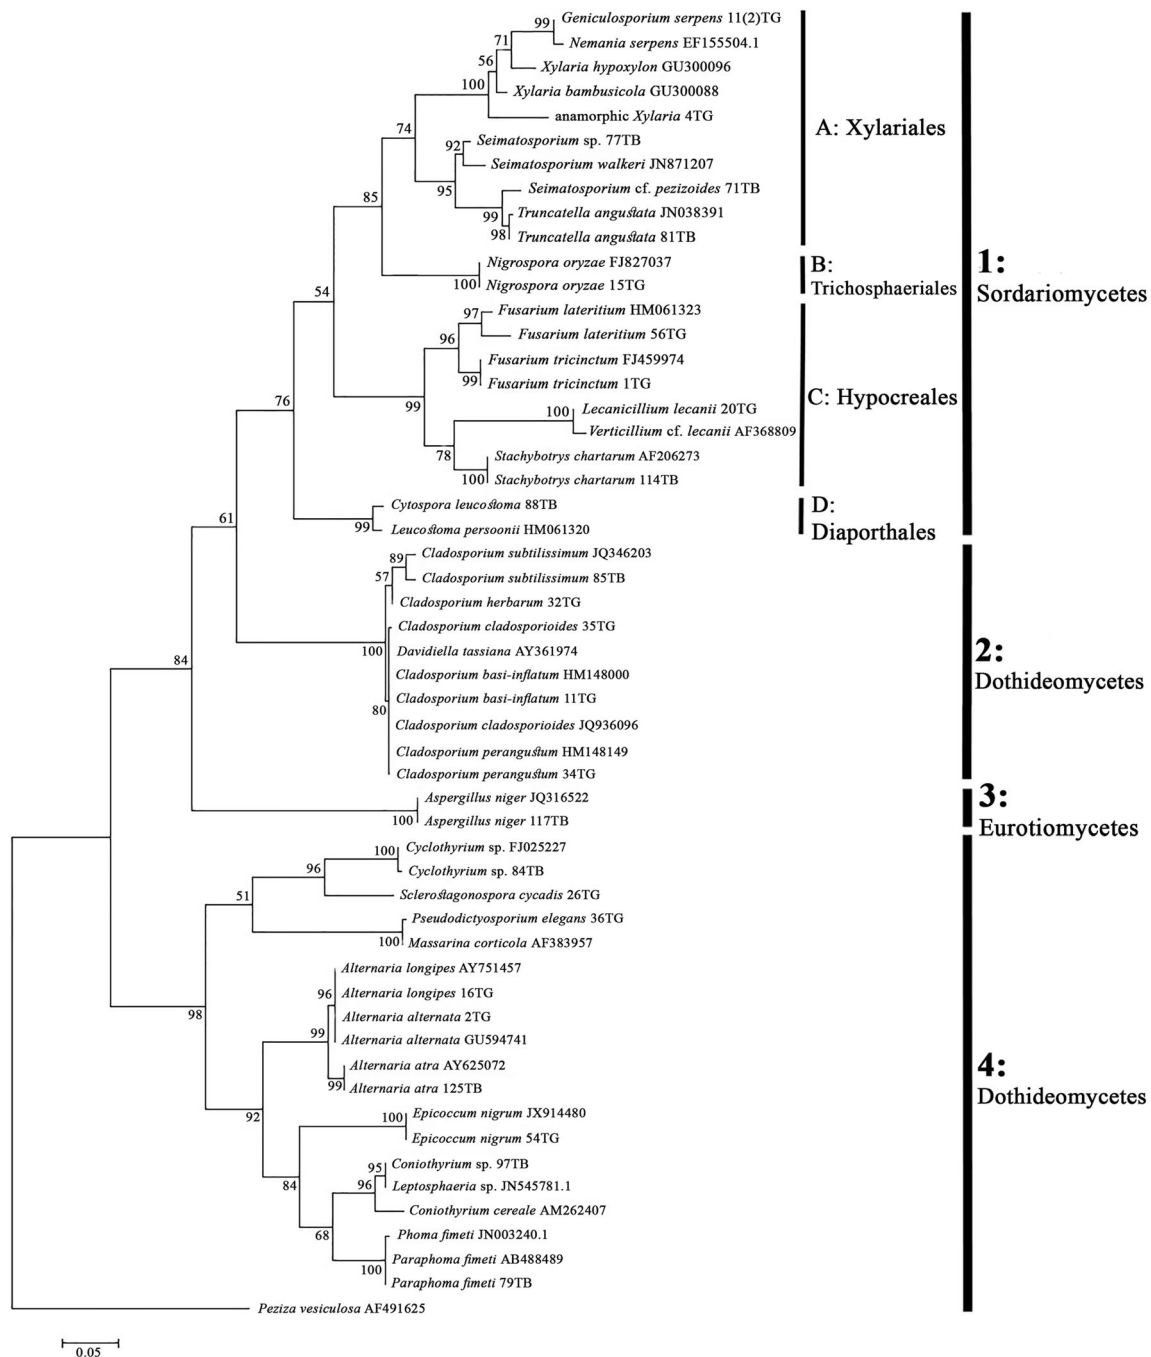 99
Geniculosporium serpens 11(2)TG
71
Nemania serpens EF155504.1
56
Xylaria hypoxylon GU300096
100
Xylaria bambusicola GU300088
anamorphic Xylaria 4TG
A: Xylariales
74
92
Seimatosporium sp. 77TB
Seimatosporium walkeri JN871207
95
Seimatosporium cf. pezizoides 71TB
85
99
Truncatella angustata JN038391
98
Truncatella angustata 81TB
Nigrospora oryzae FJ827037
100
Nigrospora oryzae 15TG
B:
Trichosphaeriales
1:
Sordariomycetes
54
97
Fusarium lateritium HM061323
96
Fusarium lateritium 56TG
Fusarium tricinctum FJ459974
99
Fusarium tricinctum 1TG
76
99
C: Hypocreales
100
Lecanicillium lecanii 20TG
Verticillium cf. lecanii AF368809
78
Stachybotrys chartarum AF206273
100
Stachybotrys chartarum 114TB
Cytospora leucostoma 88TB
61
99
Leucostoma persoonii HM061320
D:
Diaporthales
89
Cladosporium subtilissimum JQ346203
57
Cladosporium subtilissimum 85TB
Cladosporium herbarum 32TG
Cladosporium cladosporioides 35TG
84
100
Davidiella tassiana AY361974
Cladosporium basi-inflatum HM148000
Cladosporium basi-inflatum 11TG
80
Cladosporium cladosporioides JQ936096
Cladosporium perangustum HM148149
Cladosporium perangustum 34TG
2:
Dothideomycetes
Aspergillus niger JQ316522
100
Aspergillus niger 117TB
3:
Eurotiomycetes
100
Cyclothyrium sp. FJ025227
96
Cyclothyrium sp. 84TB
51
Sclerostagonospora cycadis 26TG
Pseudodictyosporium elegans 36TG
100
Massarina corticola AF383957
98
Alternaria longipes AY751457
96
Alternaria longipes 16TG
Alternaria alternata 2TG
99
Alternaria alternata GU594741
Alternaria atra AY625072
99
Alternaria atra 125TB
92
4:
Dothideomycetes
100
Epicoccum nigrum JX914480
Epicoccum nigrum 54TG
84
95
Coniothyrium sp. 97TB
96
Leptosphaeria sp. JN545781.1
Coniothyrium cereale AM262407
68
Phoma fimeti JN003240.1
Paraphoma fimeti AB488489
100
Paraphoma fimeti 79TB
Peziza vesiculosa AF491625
0.05